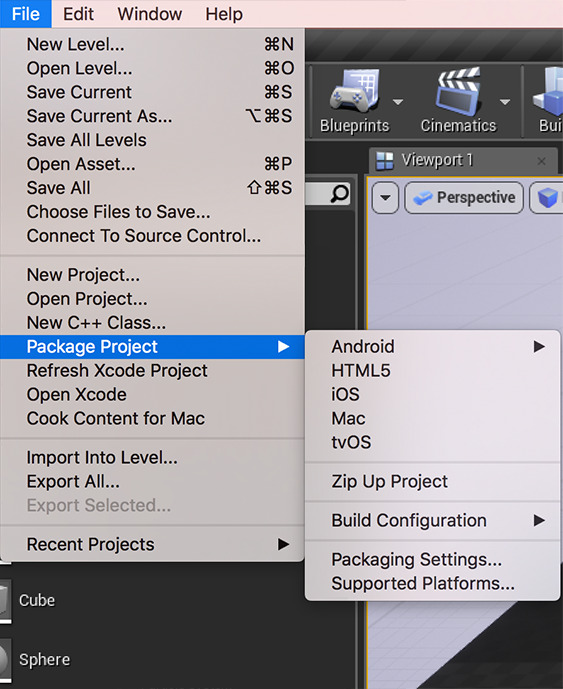 File Edit Window Help
New Level... ⌘N
Open Level... ⌘O
Save Current ⌘S
Save Current As... ⌥⌘S
Save All Levels
Open Asset... ⌘P
Save All ⇧⌘S
Choose Files to Save...
Connect To Source Control...
New Project...
Open Project...
New C++ Class...
Package Project
Refresh Xcode Project
Open Xcode
Cook Content for Mac
Import Into Level...
Export All...
Export Selected...
Recent Projects
Android
HTML5
iOS
Mac
tvOS
Zip Up Project
Build Configuration
Packaging Settings...
Supported Platforms...
Blueprints Cinematics Bui
Viewport 1
Perspective
Cube
Sphere